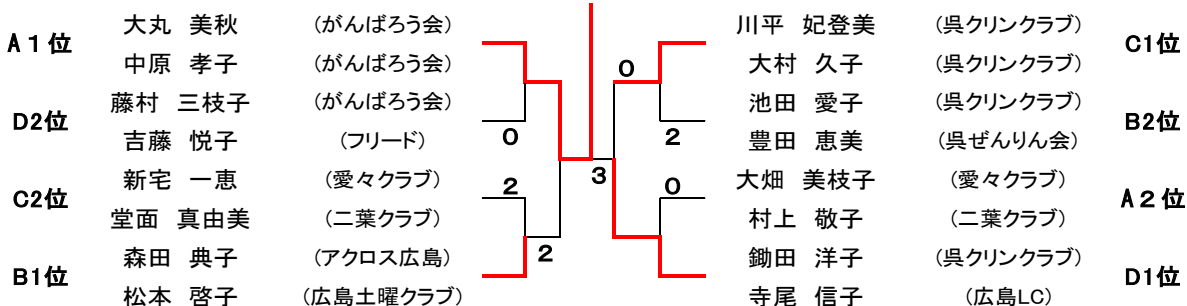 A1位
大丸 美秋 (がんばろう会)
中原 孝子 (がんばろう会)
D2位
藤村 三枝子 (がんばろう会)
吉藤 悦子 (フリード)
0
C2位
新宅 一恵 (愛々クラブ)
堂面 真由美 (二葉クラブ)
2
B1位
森田 典子 (アクロス広島)
松本 啓子 (広島土曜クラブ)
2
3
C1位
川平 妃登美 (呉クリンクラブ)
大村 久子 (呉クリンクラブ)
0
B2位
池田 愛子 (呉クリンクラブ)
豊田 恵美 (呉ぜんりん会)
2
A2位
大畑 美枝子 (愛々クラブ)
村上 敬子 (二葉クラブ)
0
D1位
鋤田 洋子 (呉クリンクラブ)
寺尾 信子 (広島LC)